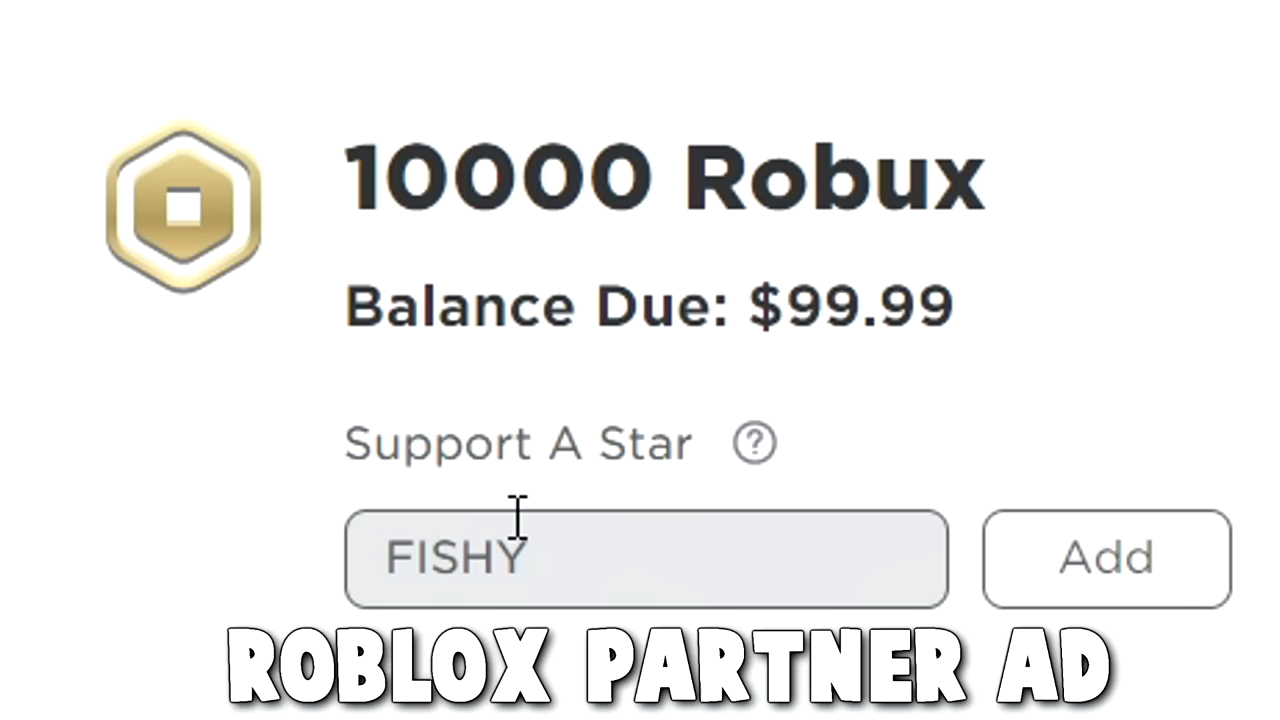 10000 Robux
Balance Due: $99.99
Support A Star ?
FISHY Add
ROBLOX PARTNER AD